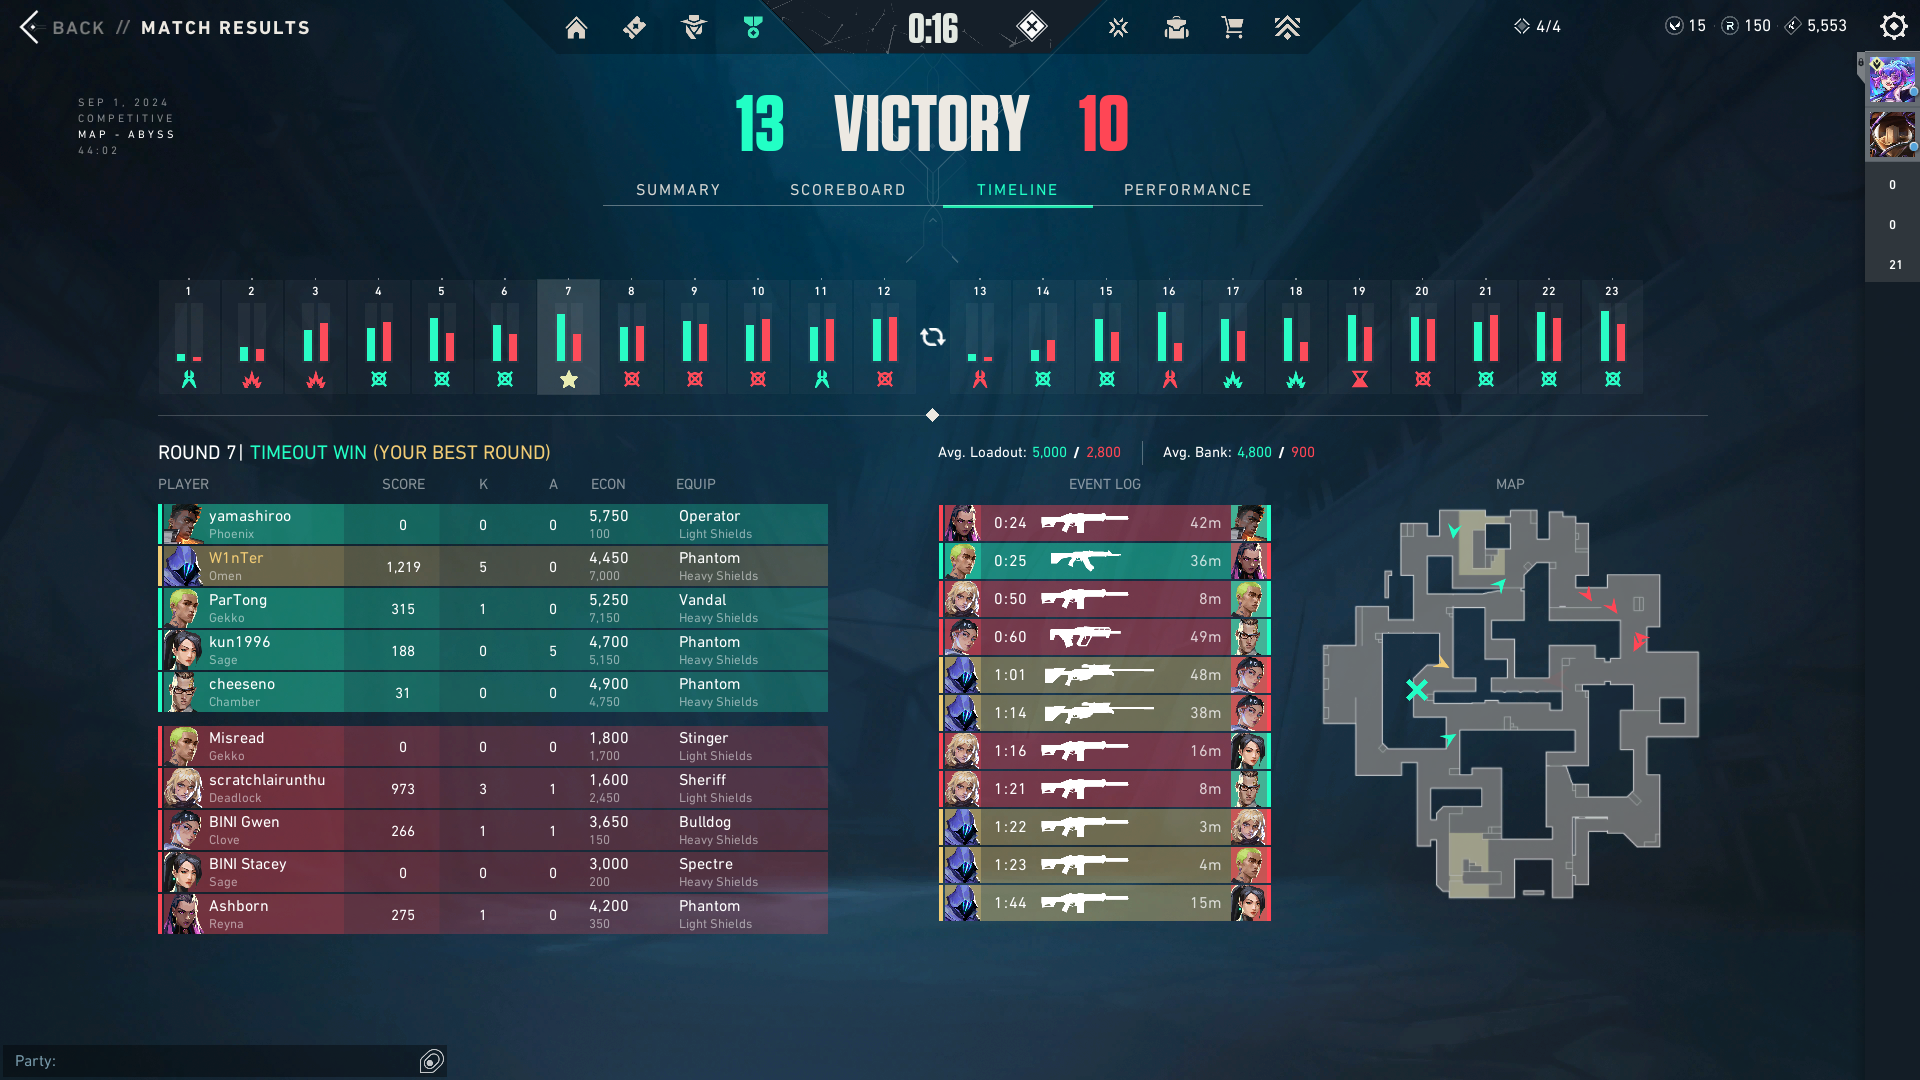 BACK // MATCH RESULTS
0:16
4/4
15
150
5,553
SEP 1, 2024
COMPETITIVE
MAP - ABYSS
44:02
13 VICTORY 10
SUMMARY
SCOREBOARD
TIMELINE
PERFORMANCE
0
0
21
1 2 3 4 5 6 7 8 9 10 11 12 13 14 15 16 17 18 19 20 21 22 23
ROUND 7| TIMEOUT WIN (YOUR BEST ROUND)
Avg. Loadout: 5,000 / 2,800
Avg. Bank: 4,800 / 900
PLAYER SCORE K A ECON EQUIP
yamashiroo 0 0 0 5,750 Operator
Phoenix 100 Light Shields
W1nTer 1,219 5 0 4,450 Phantom
Omen 7,000 Heavy Shields
ParTong 315 1 0 5,250 Vandal
Gekko 7,150 Heavy Shields
kun1996 188 0 5 4,700 Phantom
Sage 5,150 Heavy Shields
cheeseno 31 0 0 4,900 Phantom
Chamber 4,750 Heavy Shields
Misread 0 0 0 1,800 Stinger
Gekko 1,700 Light Shields
scratchlairunthu 973 3 1 1,600 Sheriff
Deadlock 2,450 Light Shields
BINI Gwen 266 1 1 3,650 Bulldog
Clove 150 Heavy Shields
BINI Stacey 0 0 0 3,000 Spectre
Sage 200 Heavy Shields
Ashborn 275 1 0 4,200 Phantom
Reyna 350 Light Shields
EVENT LOG
0:24 42m
0:25 36m
0:50 8m
0:60 49m
1:01 48m
1:14 38m
1:16 16m
1:21 8m
1:22 3m
1:23 4m
1:44 15m
MAP
Party: